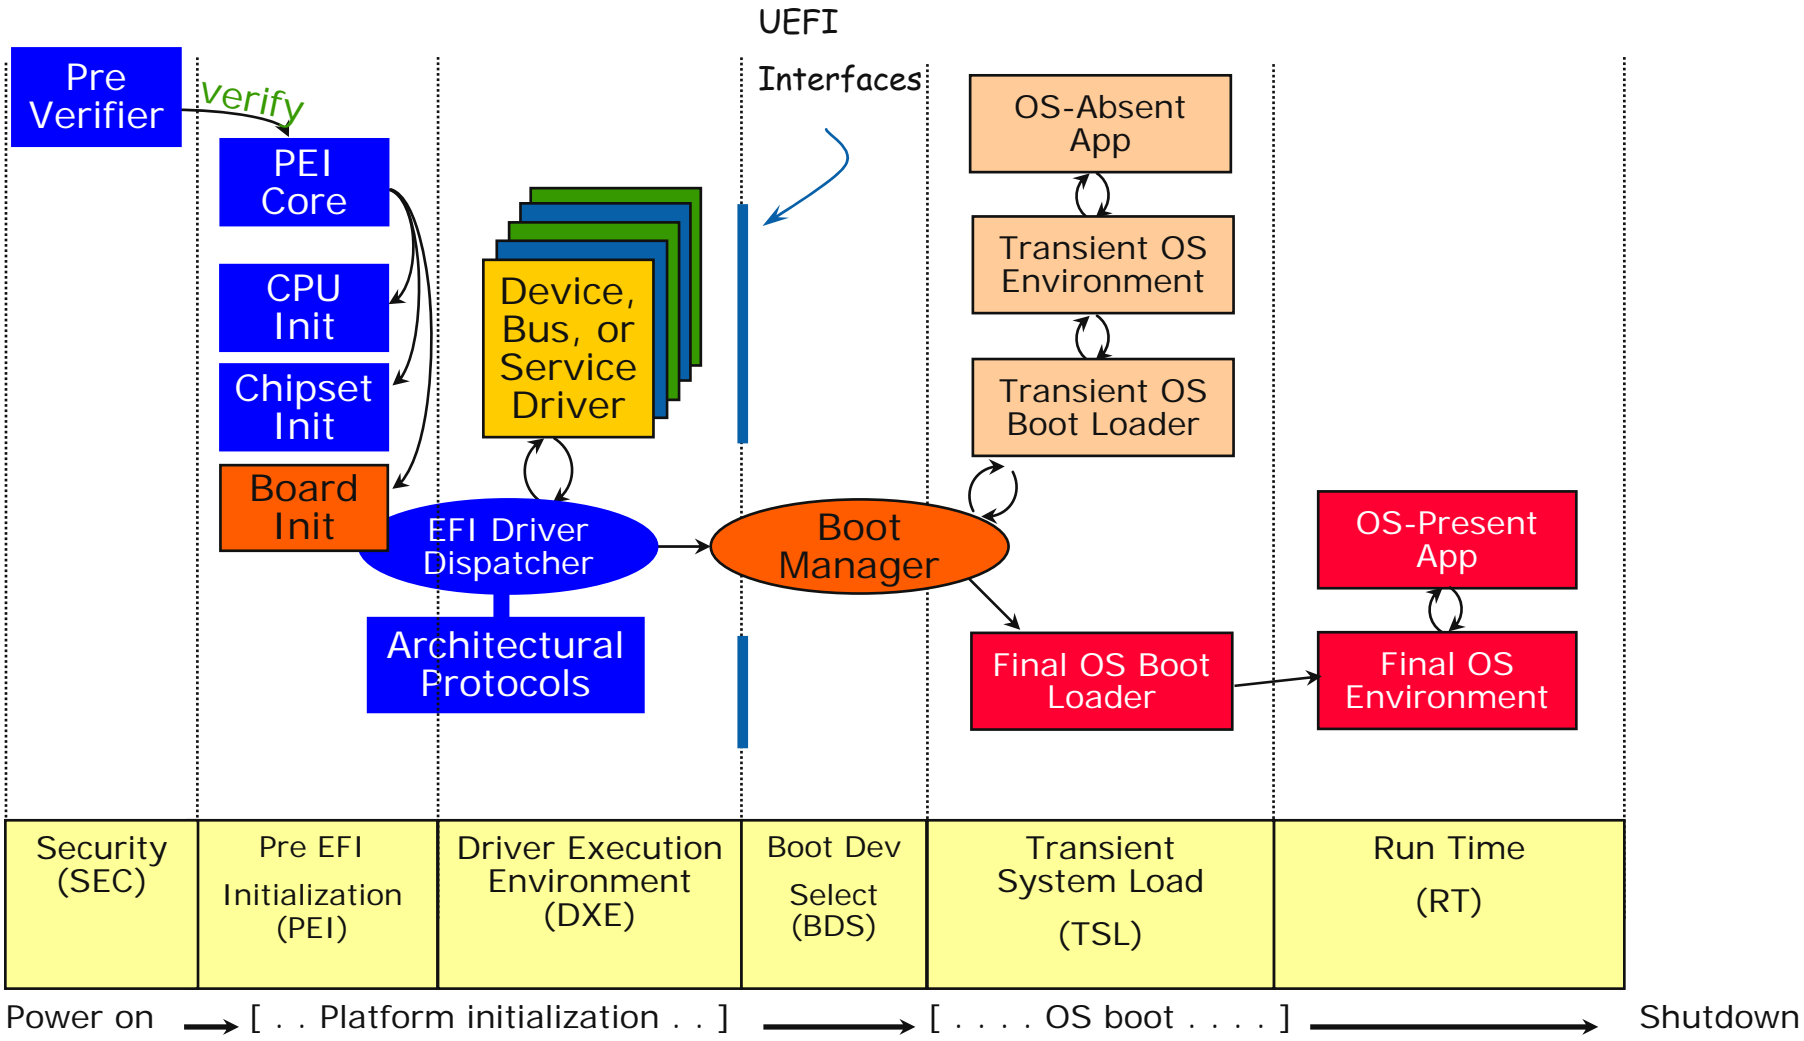 UEFI
Interfaces
Pre
Verifier
verify
PEI
Core
CPU
Init
Chipset
Init
Board
Init
Device,
Bus, or
Service
Driver
EFI Driver
Dispatcher
Architectural
Protocols
Boot
Manager
OS-Absent
App
Transient OS
Environment
Transient OS
Boot Loader
Final OS Boot
Loader
OS-Present
App
Final OS
Environment
Security
(SEC)
Pre EFI
Initialization
(PEI)
Driver Execution
Environment
(DXE)
Boot Dev
Select
(BDS)
Transient
System Load
(TSL)
Run Time
(RT)
Power on [ . . Platform initialization . . ] [ . . . . OS boot . . . . ] Shutdown